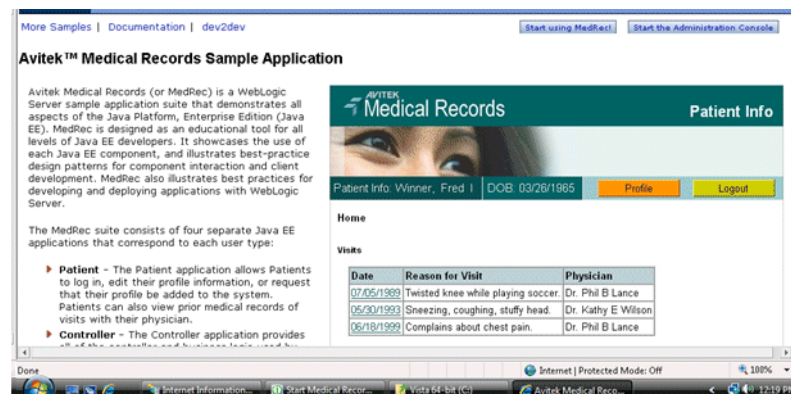 More Samples | Documentation | dev2dev
Start using MedRec!
Start the Administration Console
Avitek™ Medical Records Sample Application
Avitek Medical Records (or MedRec) is a WebLogic
Server sample application suite that demonstrates all
aspects of the Java Platform, Enterprise Edition (Java
EE). MedRec is designed as an educational tool for all
levels of Java EE developers. It showcases the use of
each Java EE component, and illustrates best-practice
design patterns for component interaction and client
development. MedRec also illustrates best practices for
developing and deploying applications with WebLogic
Server.
The MedRec suite consists of four separate Java EE
applications that correspond to each user type:
Patient - The Patient application allows Patients
to log in, edit their profile information, or request
that their profile be added to the system.
Patients can also view prior medical records of
visits with their physician.
Controller - The Controller application provides
AVITEK
Medical Records
Patient Info
Patient Info: Winner, Fred I
DOB: 03/26/1965
Profile
Logout
Home
Visits
Date Reason for Visit Physician
07/05/1989 Twisted knee while playing soccer. Dr. Phil B Lance
05/30/1993 Sneezing, coughing, stuffy head. Dr. Kathy E Wilson
06/18/1999 Complains about chest pain. Dr. Phil B Lance
Done
Internet | Protected Mode: Off
100%
Internet Information...
Start Medical Recor...
Vista 64-bit (C:)
Avitek Medical Reco...
12:19 PM